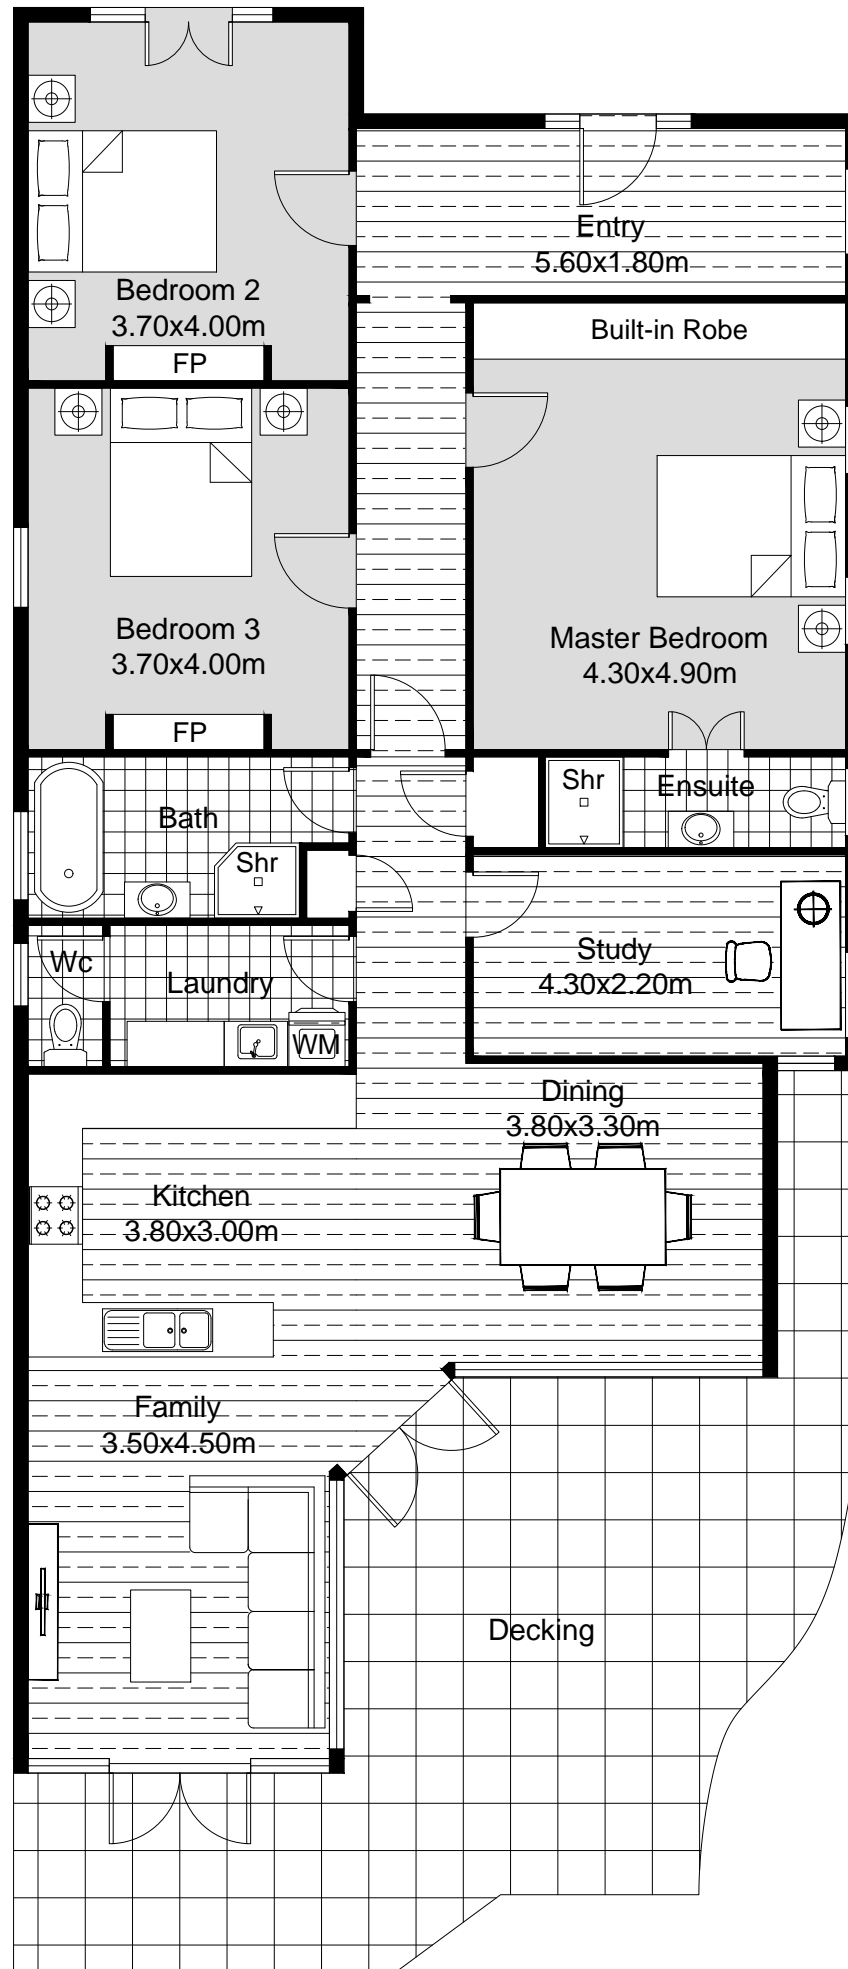 Entry
5.60x1.80m
Bedroom 2
3.70x4.00m
FP
Built-in Robe
Bedroom 3
3.70x4.00m
FP
Master Bedroom
4.30x4.90m
Bath
Shr
Shr
Ensuite
Wc
Laundry
WM
Study
4.30x2.20m
Dining
3.80x3.30m
Kitchen
3.80x3.00m
Family
3.50x4.50m
Decking